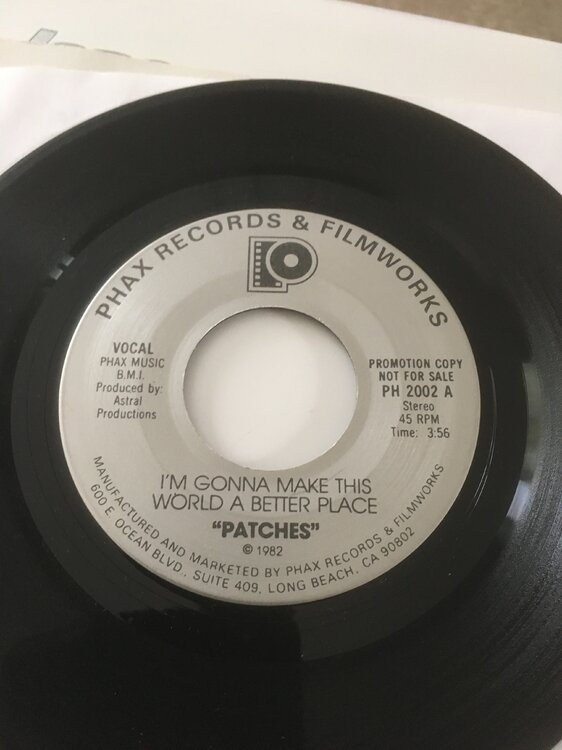 PHAX RECORDS & FILMWORKS
VOCAL
PHAX MUSIC
B.M.I.
Produced by:
Astral
Productions
PROMOTION COPY
NOT FOR SALE
PH 2002 A
Stereo
45 RPM
Time: 3:56
I'M GONNA MAKE THIS
WORLD A BETTER PLACE
"PATCHES"
© 1982
MANUFACTURED AND MARKETED BY PHAX RECORDS & FILMWORKS
600 E. OCEAN BLVD., SUITE 409, LONG BEACH, CA 90802